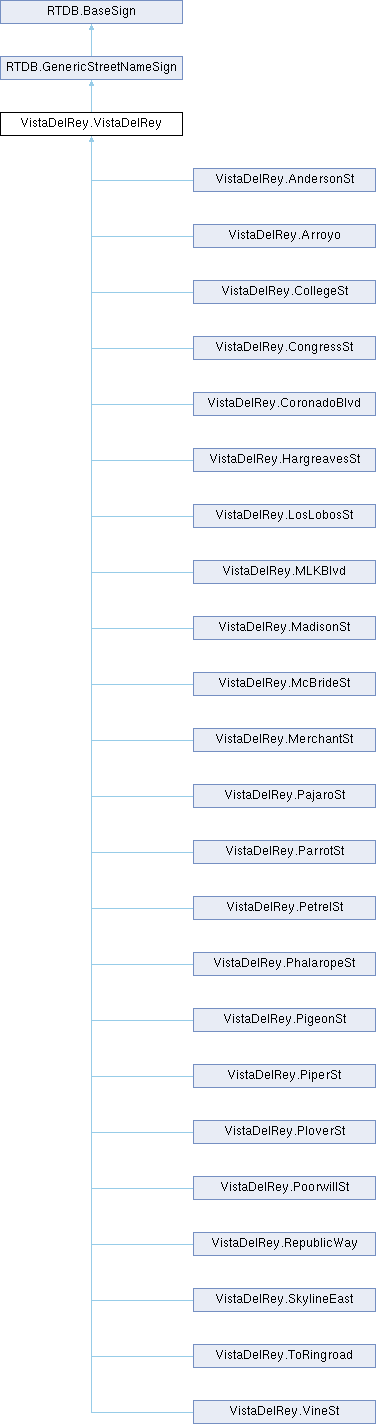 RTDB.BaseSign
RTDB.GenericStreetNameSign
VistaDelRey.VistaDelRey
VistaDelRey.AndersonSt
VistaDelRey.Arroyo
VistaDelRey.CollegeSt
VistaDelRey.CongressSt
VistaDelRey.CoronadoBlvd
VistaDelRey.HargreavesSt
VistaDelRey.LosLobosSt
VistaDelRey.MLKBlvd
VistaDelRey.MadisonSt
VistaDelRey.McBrideSt
VistaDelRey.MerchantSt
VistaDelRey.PajaroSt
VistaDelRey.ParrotSt
VistaDelRey.PetrelSt
VistaDelRey.PhalaropeSt
VistaDelRey.PigeonSt
VistaDelRey.PiperSt
VistaDelRey.PloverSt
VistaDelRey.PoorwillSt
VistaDelRey.RepublicWay
VistaDelRey.SkylineEast
VistaDelRey.ToRingroad
VistaDelRey.VineSt